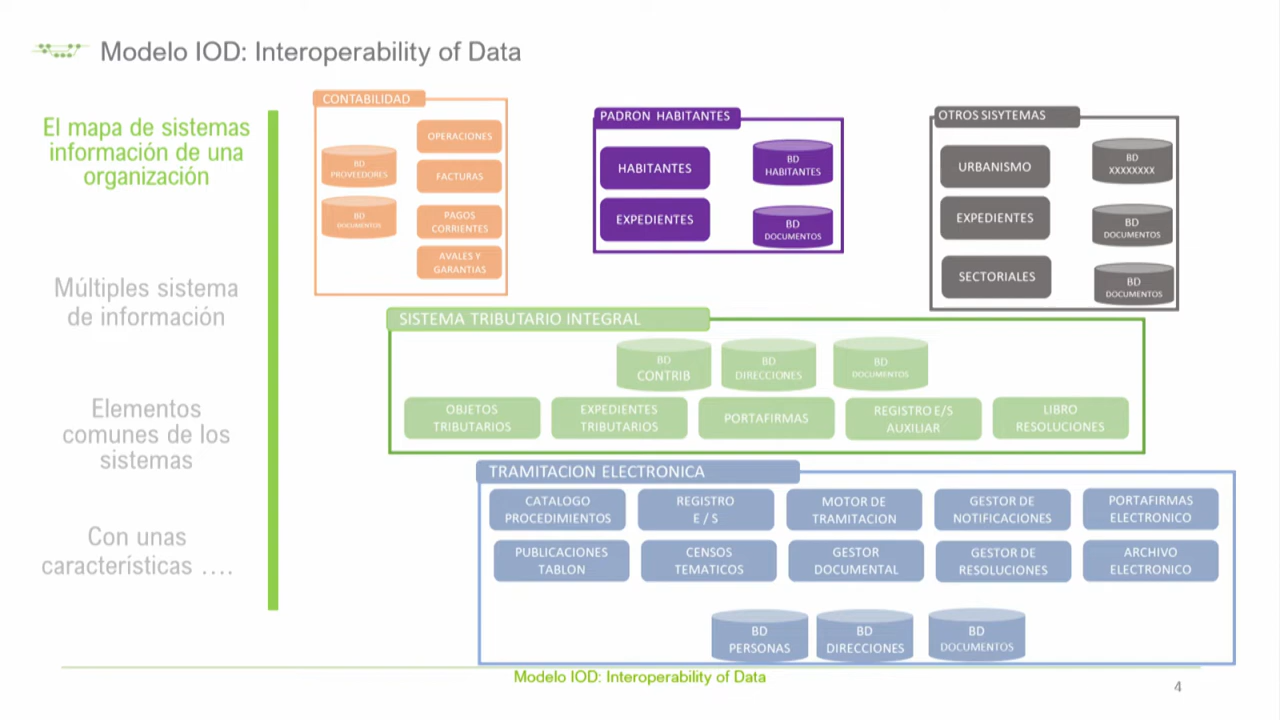 Modelo IOD: Interoperability of Data
El mapa de sistemas
información de una
organización
Múltiples sistema
de información
Elementos
comunes de los
sistemas
Con unas
características ....
CONTABILIDAD
BD
PROVEEDORES
BD
DOCUMENTOS
OPERACIONES
FACTURAS
PAGOS
CORRIENTES
AVALES Y
GARANTIAS
PADRON HABITANTES
HABITANTES
EXPEDIENTES
BD
HABITANTES
BD
DOCUMENTOS
OTROS SISYTEMAS
URBANISMO
EXPEDIENTES
SECTORIALES
BD
XXXXXXXX
BD
DOCUMENTOS
BD
DOCUMENTOS
SISTEMA TRIBUTARIO INTEGRAL
BD
CONTRIB
BD
DIRECCIONES
BD
DOCUMENTOS
OBJETOS
TRIBUTARIOS
EXPEDIENTES
TRIBUTARIOS
PORTAFIRMAS
REGISTRO E/S
AUXILIAR
LIBRO
RESOLUCIONES
TRAMITACION ELECTRONICA
CATALOGO
PROCEDIMIENTOS
REGISTRO
E / S
MOTOR DE
TRAMITACION
GESTOR DE
NOTIFICACIONES
PORTAFIRMAS
ELECTRONICO
PUBLICACIONES
TABLON
CENSOS
TEMATICOS
GESTOR
DOCUMENTAL
GESTOR DE
RESOLUCIONES
ARCHIVO
ELECTRONICO
BD
PERSONAS
BD
DIRECCIONES
BD
DOCUMENTOS
Modelo IOD: Interoperability of Data
4